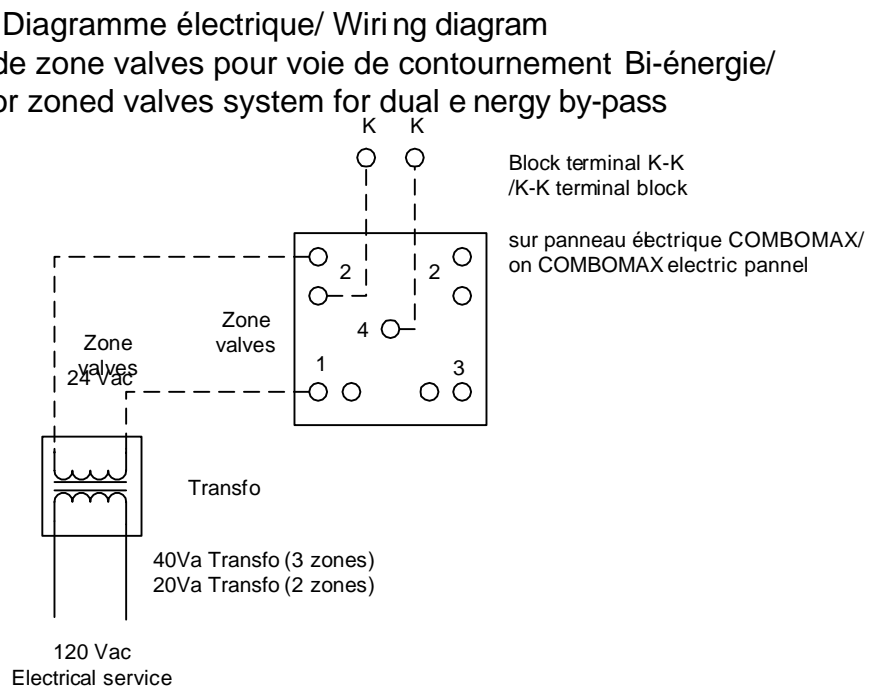 Diagramme électrique/ Wiring diagram
de zone valves pour voie de contournement Bi-énergie/
or zoned valves system for dual e nergy by-pass
K K
Block terminal K-K
/K-K terminal block
sur panneau électrique COMBOMAX/
on COMBOMAX electric pannel
2 2
Zone
valves
4
Zone
valves
24 Vac
1 3
Transfo
40Va Transfo (3 zones)
20Va Transfo (2 zones)
120 Vac
Electrical service